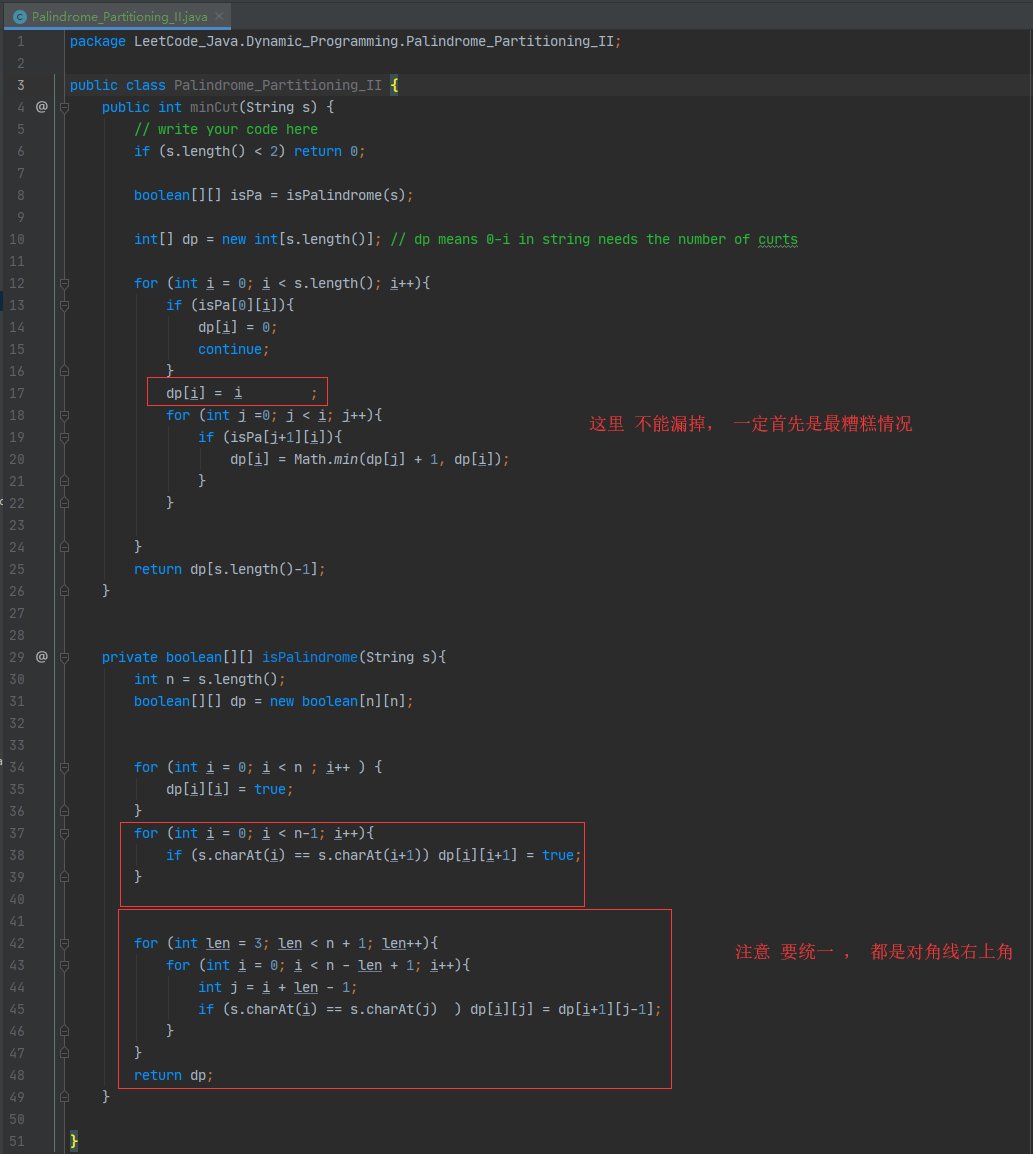 Palindrome_Partitioning_II.java
1 package LeetCode_Java.Dynamic_Programming.Palindrome_Partitioning_II;
2
3 public class Palindrome_Partitioning_II {
4 @ public int minCut(String s) {
5 // write your code here
6 if (s.length() < 2) return 0;
7
8 boolean[][] isPa = isPalindrome(s);
9
10 int[] dp = new int[s.length()]; // dp means 0-i in string needs the number of curts
11
12 for (int i = 0; i < s.length(); i++){
13 if (isPa[0][i]){
14 dp[i] = 0;
15 continue;
16 }
17 dp[i] = i ;
18 for (int j =0; j < i; j++){
这里 不能漏掉， 一定首先是最糟糕情况
19 if (isPa[j+1][i]){
20 dp[i] = Math.min(dp[j] + 1, dp[i]);
21 }
22 }
23
24 }
25 return dp[s.length()-1];
26 }
27
28
29 @ private boolean[][] isPalindrome(String s){
30 int n = s.length();
31 boolean[][] dp = new boolean[n][n];
32
33
34 for (int i = 0; i < n ; i++ ) {
35 dp[i][i] = true;
36 }
37 for (int i = 0; i < n-1; i++){
38 if (s.charAt(i) == s.charAt(i+1)) dp[i][i+1] = true;
39 }
40
41
42 for (int len = 3; len < n + 1; len++){
注意 要统一 ， 都是对角线右上角
43 for (int i = 0; i < n - len + 1; i++){
44 int j = i + len - 1;
45 if (s.charAt(i) == s.charAt(j) ) dp[i][j] = dp[i+1][j-1];
46 }
47 }
48 return dp;
49 }
50
51 }